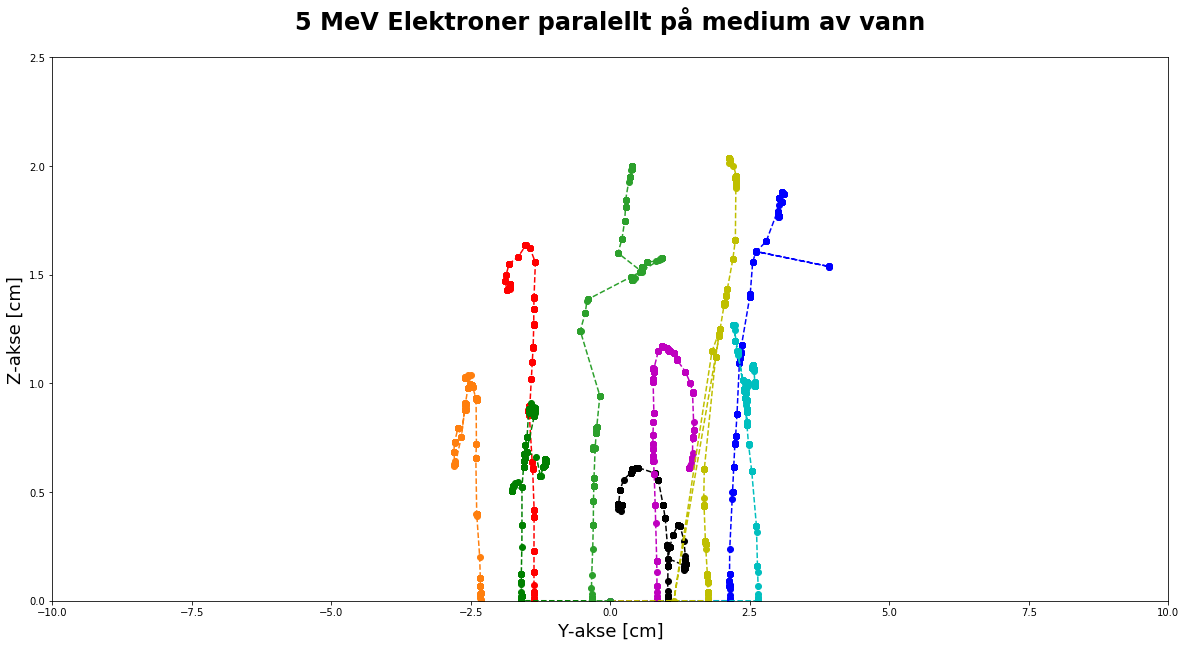 5 MeV Elektroner paralellt på medium av vann
2.5
2.0
1.5
1.0
0.5
0.0
Z-akse [cm]
−10.0 −7.5 −5.0 −2.5 0.0 2.5 5.0 7.5 10.0
Y-akse [cm]